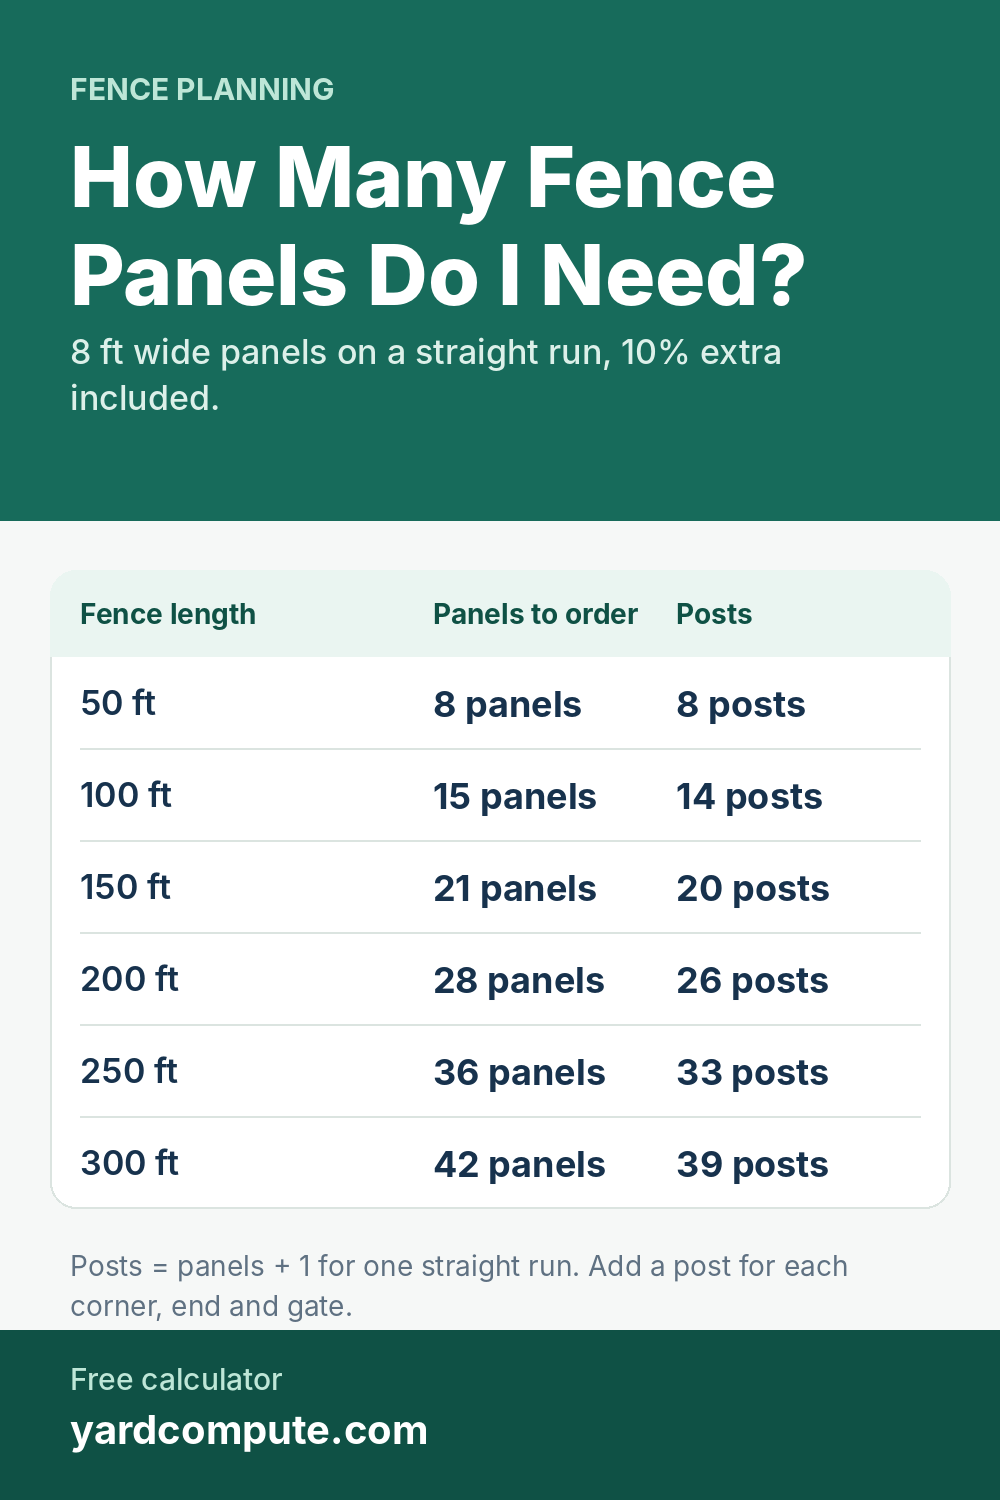 FENCE PLANNING
How Many Fence
Panels Do I Need?
8 ft wide panels on a straight run, 10% extra
included.
Fence length Panels to order Posts
50 ft 8 panels 8 posts
100 ft 15 panels 14 posts
150 ft 21 panels 20 posts
200 ft 28 panels 26 posts
250 ft 36 panels 33 posts
300 ft 42 panels 39 posts
Posts = panels + 1 for one straight run. Add a post for each
corner, end and gate.
Free calculator
yardcompute.com